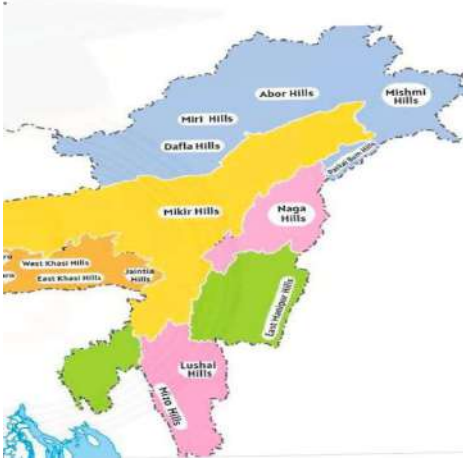 Abor Hills
Mishmi
Hills
Miri Hills
Dafla Hills
Patkai Bum Hills
Mikir Hills
Naga
Hills
West Khasi Hills
East Khasi Hills
Jaintia
Hills
East Manipur Hills
Lushai
Hills
Mizo Hills